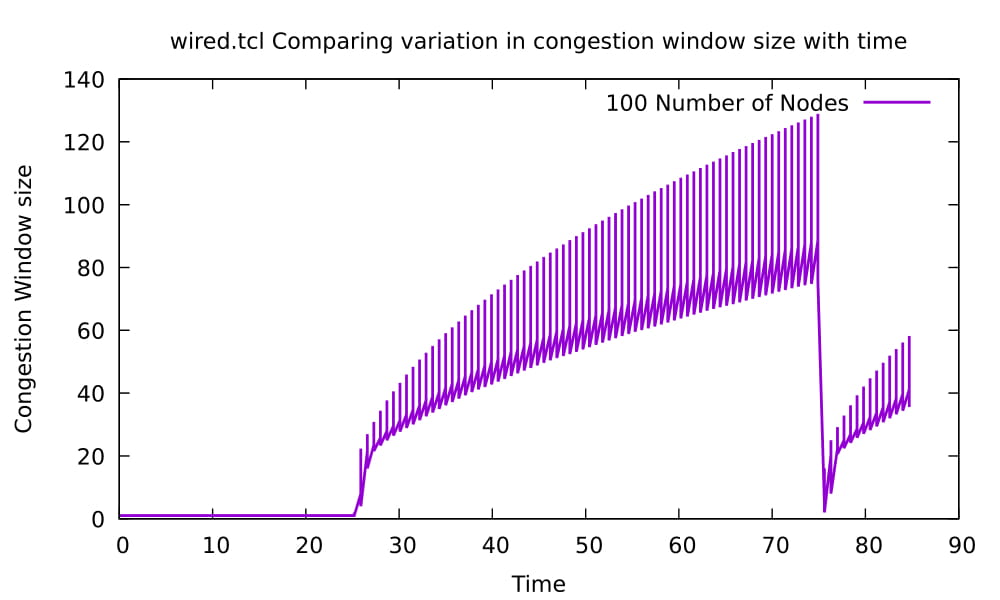 wired.tcl Comparing variation in congestion window size with time
100 Number of Nodes
Congestion Window size
140
120
100
80
60
40
20
0
0 10 20 30 40 50 60 70 80 90
Time